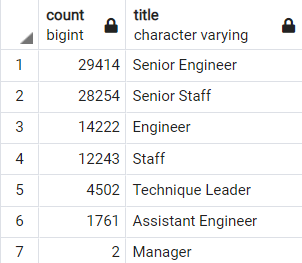 count title
bigint character varying
1 29414 Senior Engineer
2 28254 Senior Staff
3 14222 Engineer
4 12243 Staff
5 4502 Technique Leader
6 1761 Assistant Engineer
7 2 Manager